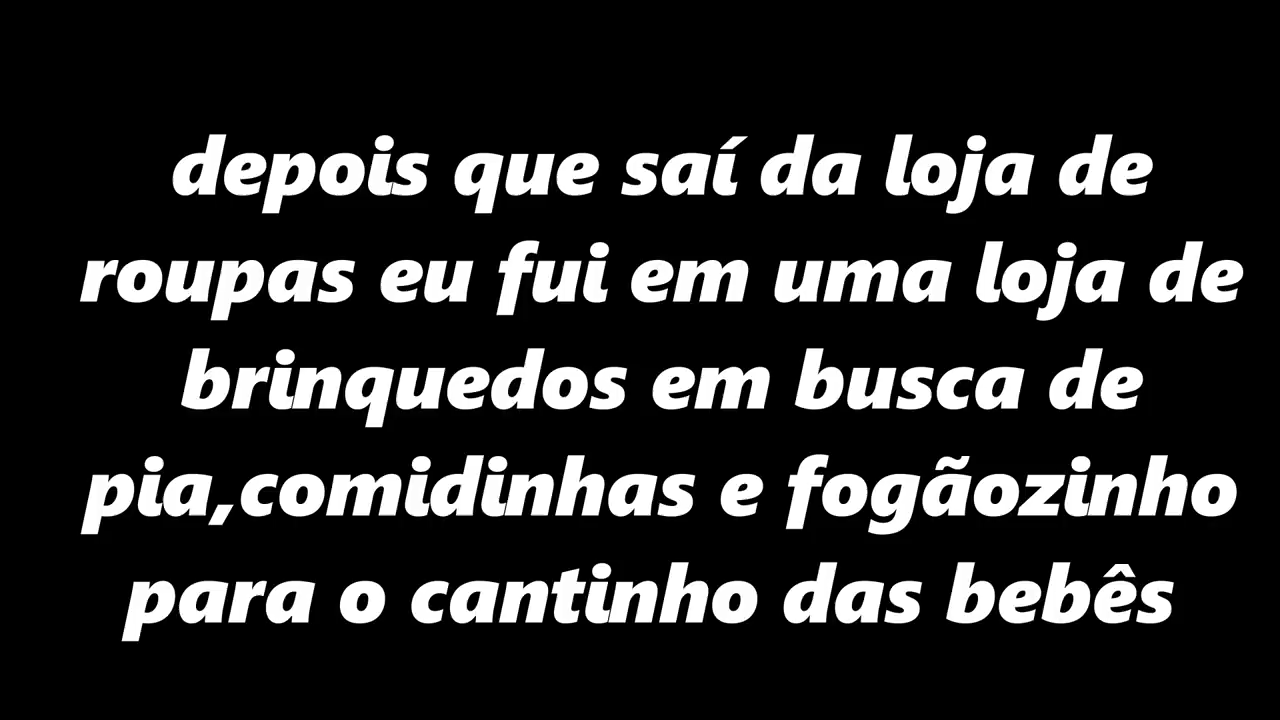 depois que saí da loja de
roupas eu fui em uma loja de
brinquedos em busca de
pia,comidinhas e fogãozinho
para o cantinho das bebês